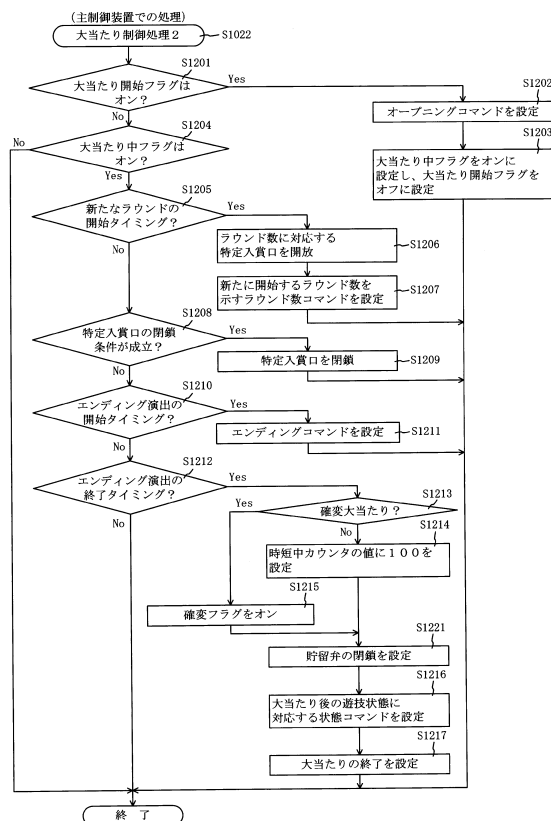 (主制御装置での処理)
大当たり制御処理2
S1022
S1201
大当たり開始フラグは
オン?
Yes
No
S1202
オープニングコマンドを設定
S1203
大当たり中フラグをオンに
設定し、大当たり開始フラグを
オフに設定
S1204
大当たり中フラグは
オン?
No
Yes
S1205
新たなラウンドの
開始タイミング?
Yes
No
ラウンド数に対応する
特定入賞口を開放
S1206
新たに開始するラウンド数を
示すラウンド数コマンドを設定
S1207
S1208
特定入賞口の閉鎖
条件が成立?
Yes
No
特定入賞口を閉鎖
S1209
S1210
エンディング演出の
開始タイミング?
Yes
No
エンディングコマンドを設定
S1211
S1212
エンディング演出の
終了タイミング?
Yes
No
S1213
確変大当たり?
Yes
No
S1214
時短中カウンタの値に100を
設定
S1215
確変フラグをオン
S1221
貯留弁の閉鎖を設定
S1216
大当たり後の遊技状態に
対応する状態コマンドを設定
S1217
大当たりの終了を設定
終 了